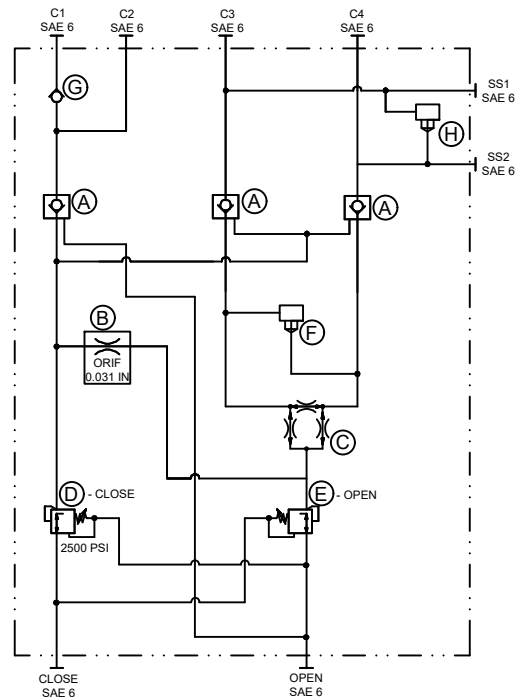 C1
SAE 6
C2
SAE 6
C3
SAE 6
C4
SAE 6
G
SS1
SAE 6
H
SS2
SAE 6
A
A
A
B
ORIF
0.031 IN
F
C
D - CLOSE
E - OPEN
2500 PSI
CLOSE
SAE 6
OPEN
SAE 6